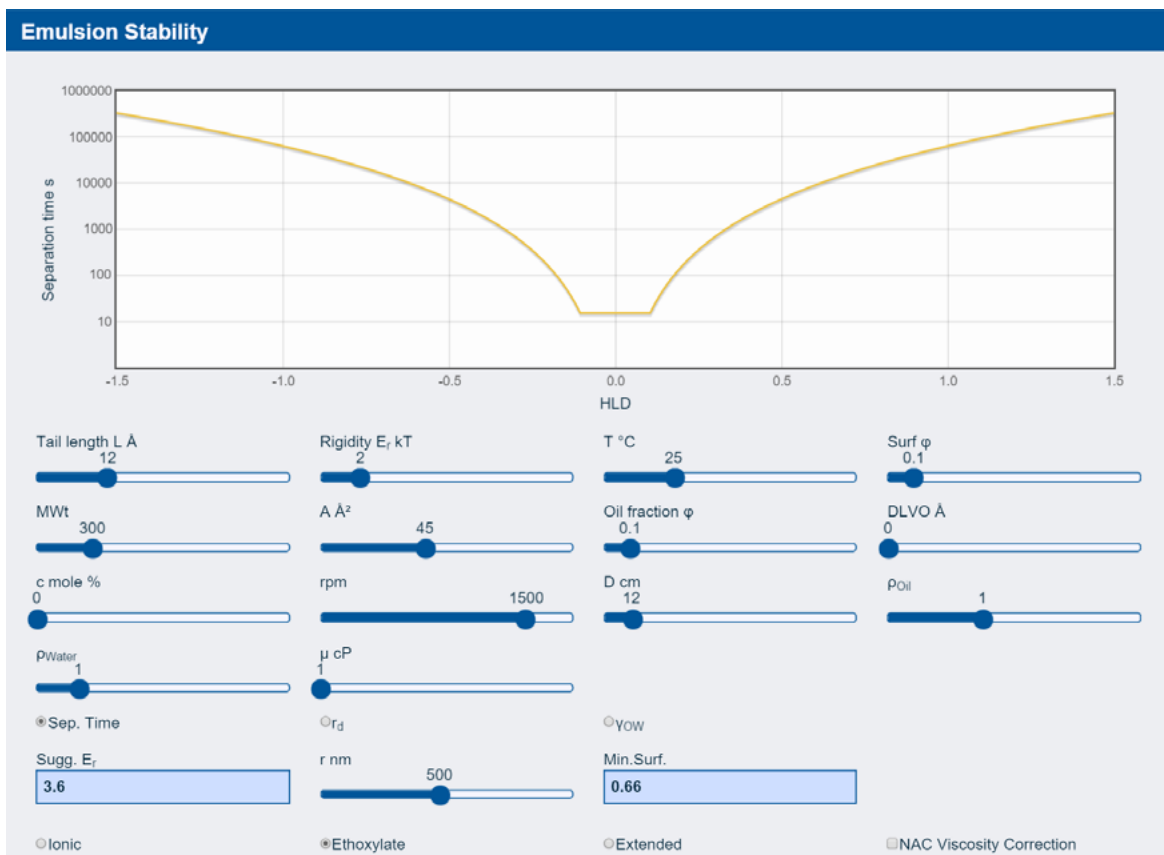 Emulsion Stability
1000000
100000
10000
1000
100
10
Separation time s
-1.5 -1.0 -0.5 0.0 0.5 1.0 1.5
HLD
Tail length L Å Rigidity Eᵣ kT T °C Surf φ
12 2 25 0.1
MWt A Å² Oil fraction φ DLVO Å
300 45 0.1 0
c mole % rpm D cm ρOil
0 1500 12 1
ρWater µ cP
1 1
Sep. Time rd γOW
Sugg. Eᵣ r nm Min.Surf.
3.6 500 0.66
Ionic Ethoxylate Extended NAC Viscosity Correction